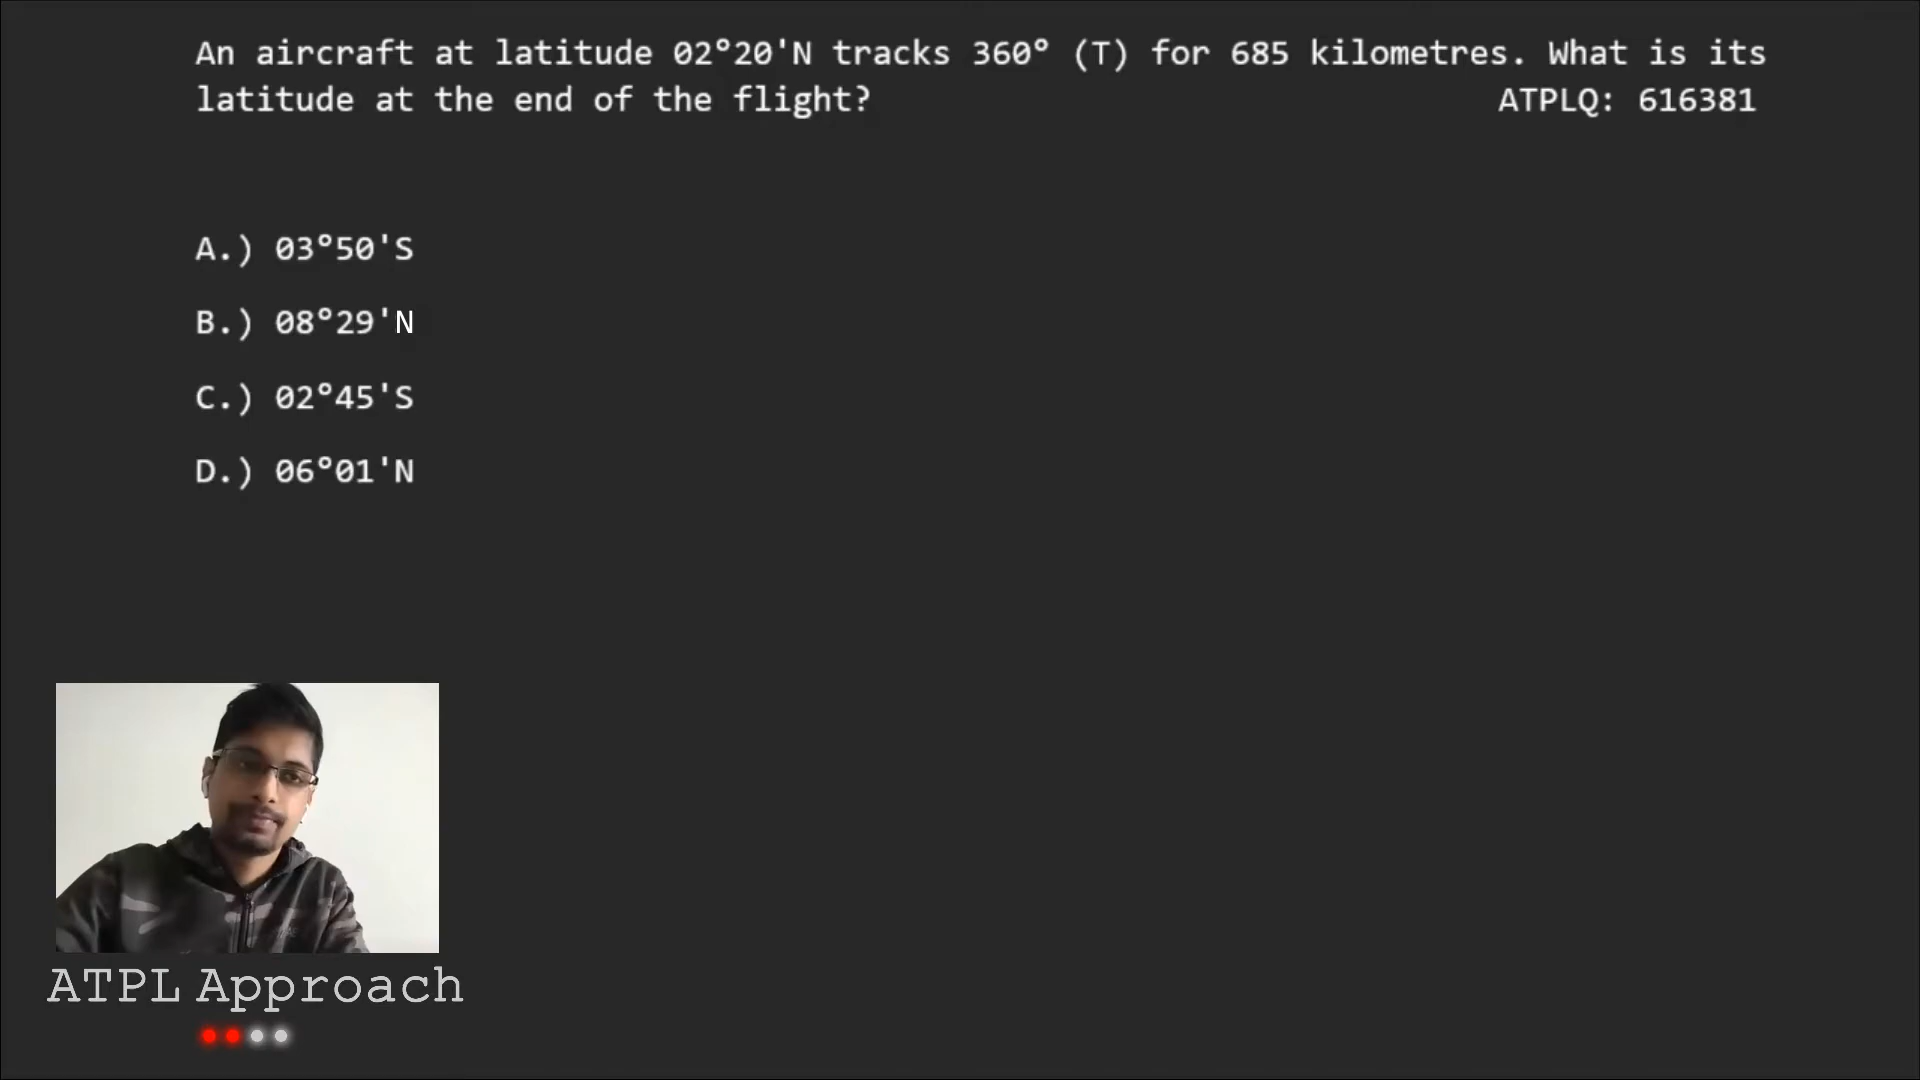 An aircraft at latitude 02°20'N tracks 360° (T) for 685 kilometres. What is its
latitude at the end of the flight? ATPLQ: 616381
A.) 03°50'S
B.) 08°29'N
C.) 02°45'S
D.) 06°01'N
ATPL Approach